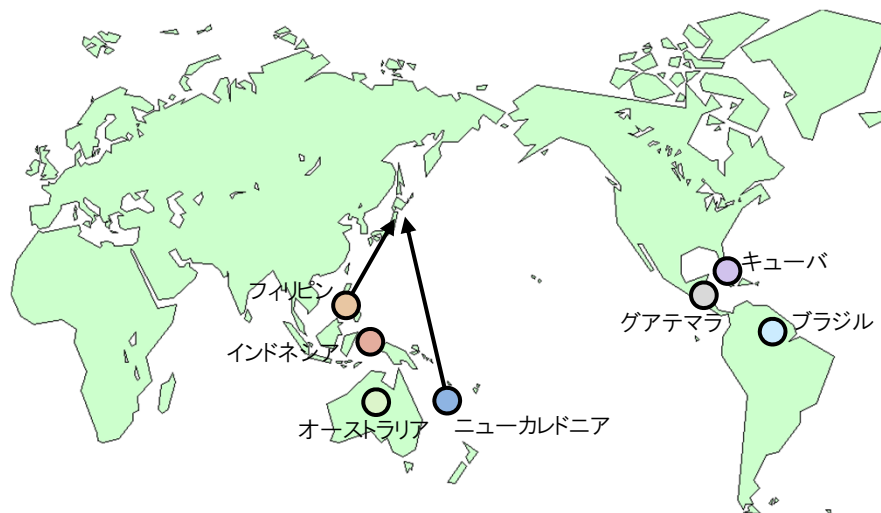 キューバ
フィリピン
グアテマラ
ブラジル
インドネシア
オーストラリア
ニューカレドニア